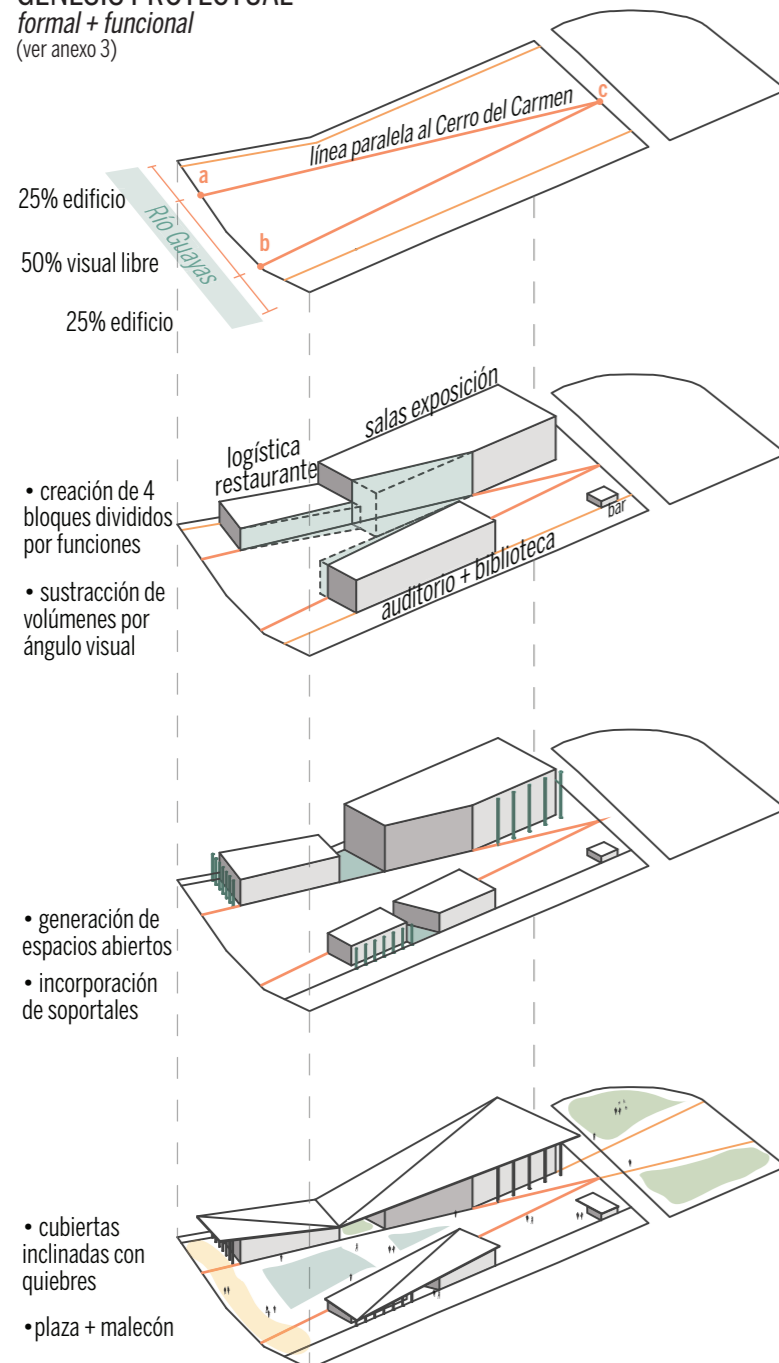 GÉNESIS PROYECTUAL
formal + funcional
(ver anexo 3)
c
línea paralela al Cerro del Carmen
a
25% edificio
Río Guayas
b
50% visual libre
25% edificio
salas exposición
logística
restaurante
• creación de 4
bloques divididos
por funciones
bar
auditorio + biblioteca
• sustracción de
volúmenes por
ángulo visual
• generación de
espacios abiertos
• incorporación
de soportales
• cubiertas
inclinadas con
quiebres
•plaza + malecón